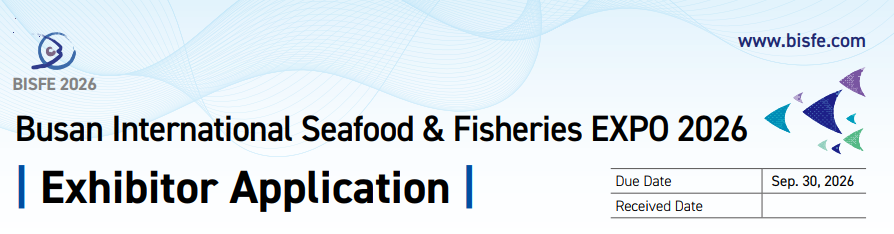 www.bisfe.com
BISFE 2026
Busan International Seafood & Fisheries EXPO 2026
| Exhibitor Application |
Due Date Sep. 30, 2026
Received Date